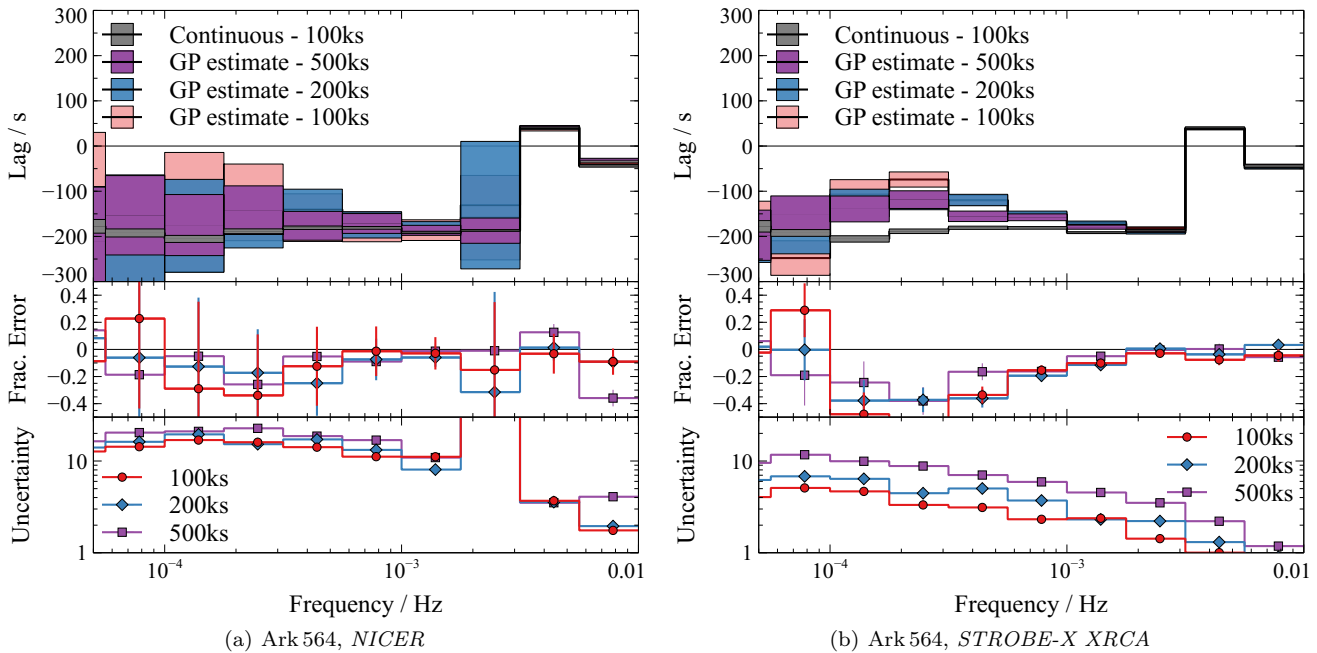 300
200
100
0
−100
−200
−300
Lag / s
Continuous - 100ks
GP estimate - 500ks
GP estimate - 200ks
GP estimate - 100ks
0.4
0.2
0
−0.2
−0.4
Frac. Error
10
1
Uncertainty
100ks
200ks
500ks
10−4
10−3
0.01
Frequency / Hz
(a) Ark 564, NICER
300
200
100
0
−100
−200
−300
Lag / s
Continuous - 100ks
GP estimate - 500ks
GP estimate - 200ks
GP estimate - 100ks
0.4
0.2
0
−0.2
−0.4
Frac. Error
10
1
Uncertainty
100ks
200ks
500ks
10−4
10−3
0.01
Frequency / Hz
(b) Ark 564, STROBE-X XRCA